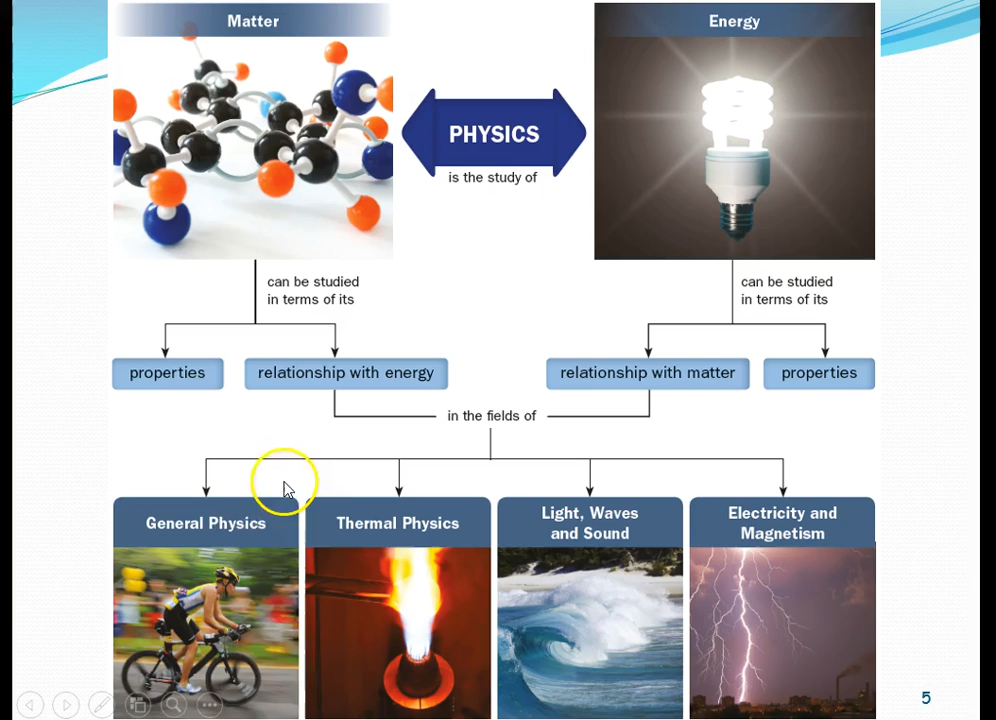 Matter
Energy
PHYSICS
is the study of
can be studied
in terms of its
can be studied
in terms of its
properties
relationship with energy
relationship with matter
properties
in the fields of
General Physics
Thermal Physics
Light, Waves
and Sound
Electricity and
Magnetism
5